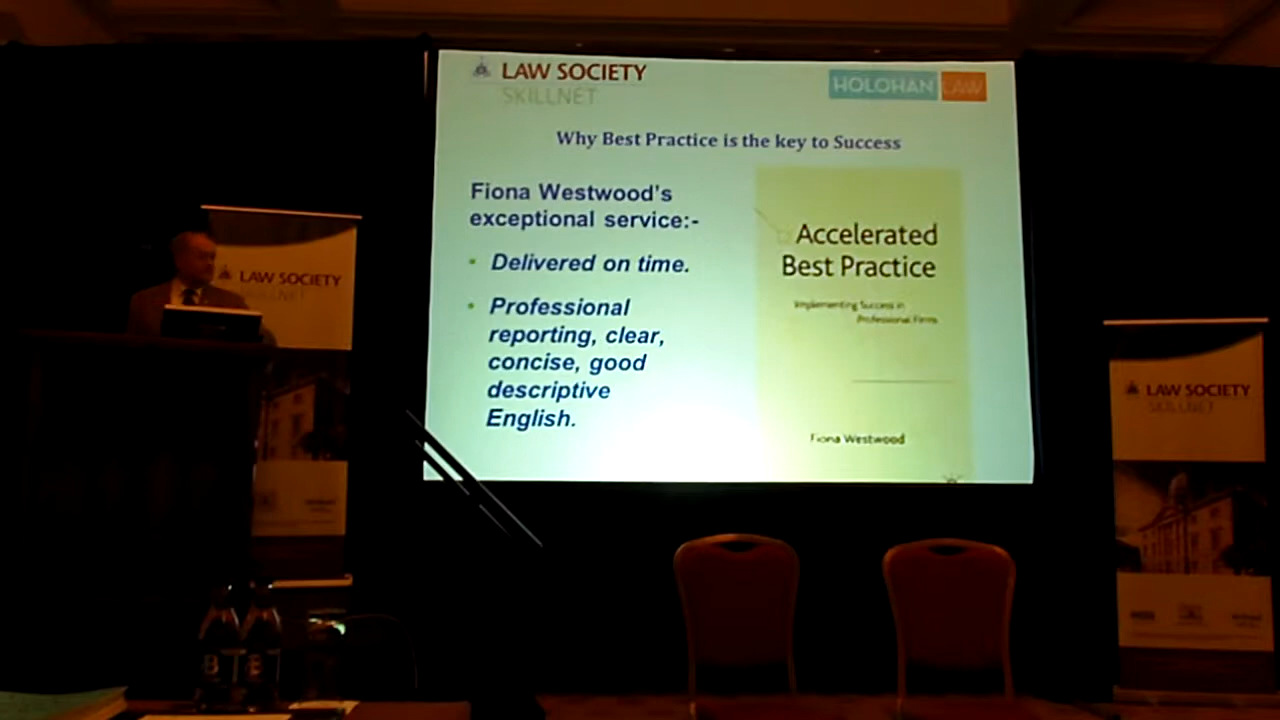 LAW SOCIETY
SKILLNET
HOLOHAN LAW
Why Best Practice is the key to Success
Fiona Westwood's
exceptional service:-
• Delivered on time.
• Professional
reporting, clear,
concise, good
descriptive
English.
Accelerated
Best Practice
Implementing Success in
Professional Firms
Fiona Westwood
LAW SOCIETY
SKILLNET
LAW SOCIETY
SKILLNET
B
B